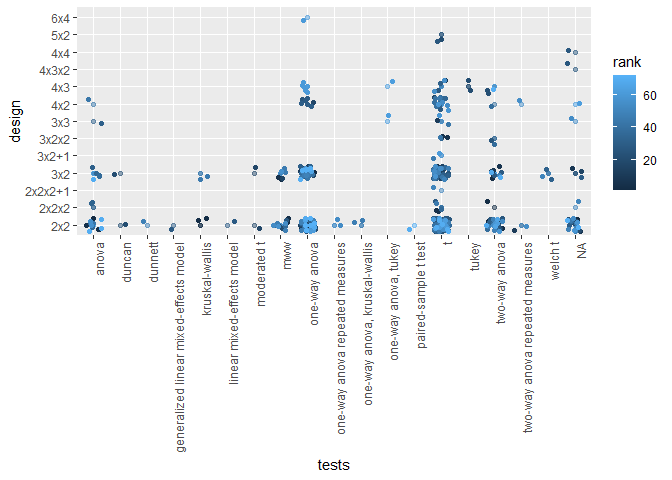 6x4
5x2
4x4
4x3x2
4x3
4x2
3x3
3x2x2
3x2+1
3x2
2x2x2+1
2x2x2
2x2
design
anova
duncan
dunnett
generalized linear mixed-effects model
kruskal-wallis
linear mixed-effects model
moderated t
mww
one-way anova
one-way anova repeated measures
one-way anova, kruskal-wallis
one-way anova, tukey
paired-sample t test
t
tukey
two-way anova
two-way anova repeated measures
welch t
NA
tests
rank
60
40
20